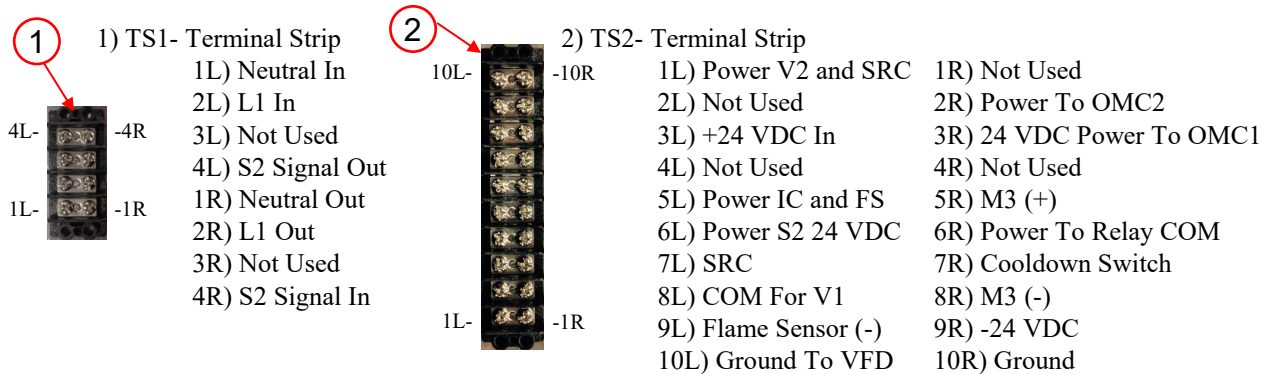 1
1) TS1- Terminal Strip
1L) Neutral In
2L) L1 In
3L) Not Used
4L) S2 Signal Out
1R) Neutral Out
2R) L1 Out
3R) Not Used
4R) S2 Signal In
4L-
-4R
1L-
-1R
2
2) TS2- Terminal Strip
10L-
-10R
1L-
-1R
1L) Power V2 and SRC
2L) Not Used
3L) +24 VDC In
4L) Not Used
5L) Power IC and FS
6L) Power S2 24 VDC
7L) SRC
8L) COM For V1
9L) Flame Sensor (-)
10L) Ground To VFD
1R) Not Used
2R) Power To OMC2
3R) 24 VDC Power To OMC1
4R) Not Used
5R) M3 (+)
6R) Power To Relay COM
7R) Cooldown Switch
8R) M3 (-)
9R) -24 VDC
10R) Ground